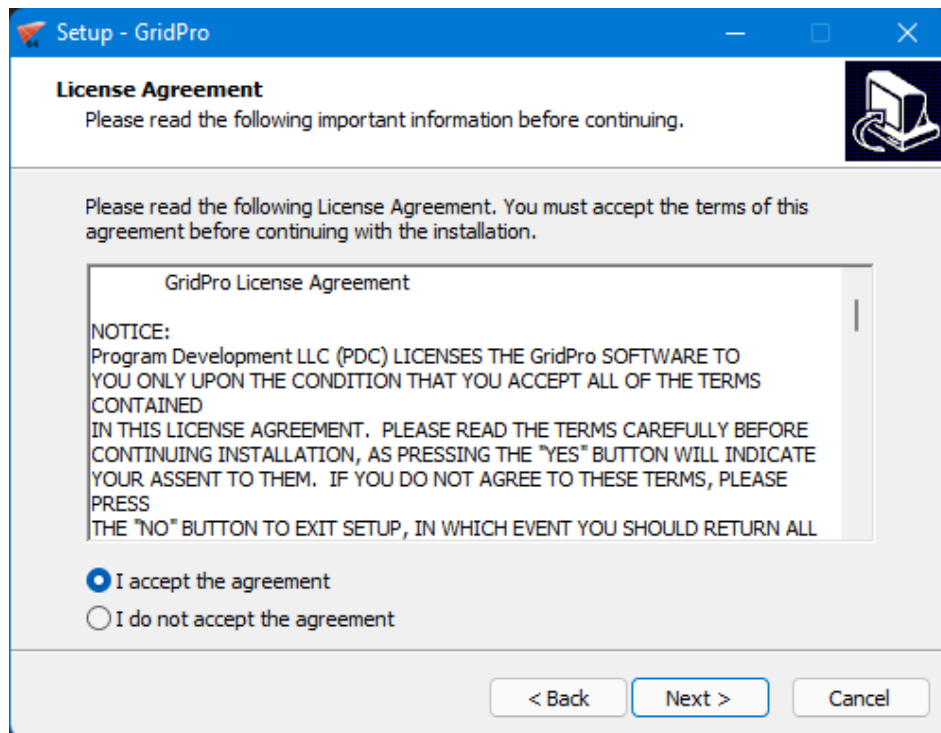 Setup - GridPro
License Agreement
Please read the following important information before continuing.
Please read the following License Agreement. You must accept the terms of this
agreement before continuing with the installation.
GridPro License Agreement
NOTICE:
Program Development LLC (PDC) LICENSES THE GridPro SOFTWARE TO
YOU ONLY UPON THE CONDITION THAT YOU ACCEPT ALL OF THE TERMS
CONTAINED
IN THIS LICENSE AGREEMENT.  PLEASE READ THE TERMS CAREFULLY BEFORE
CONTINUING INSTALLATION, AS PRESSING THE "YES" BUTTON WILL INDICATE
YOUR ASSENT TO THEM.  IF YOU DO NOT AGREE TO THESE TERMS, PLEASE
PRESS
THE "NO" BUTTON TO EXIT SETUP, IN WHICH EVENT YOU SHOULD RETURN ALL
I accept the agreement
I do not accept the agreement
< Back
Next >
Cancel